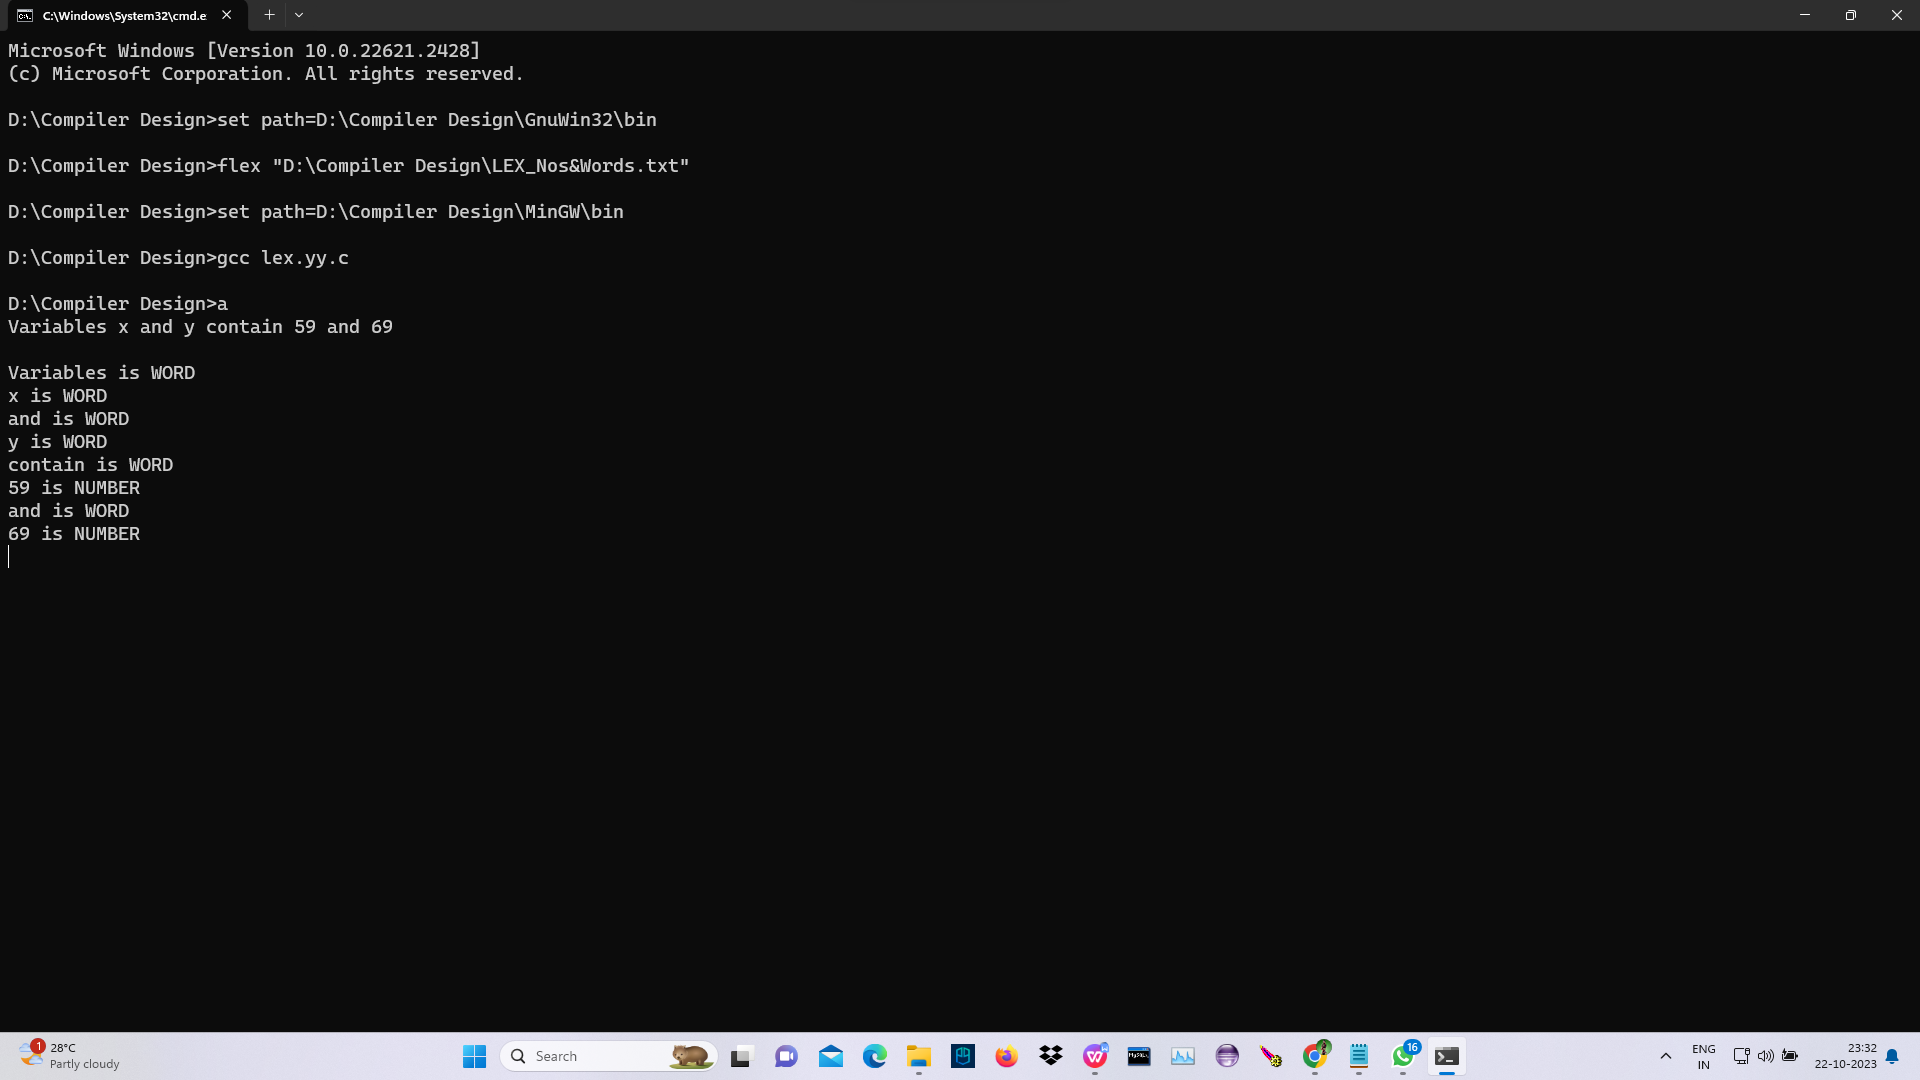 C:\Windows\System32\cmd.e
Microsoft Windows [Version 10.0.22621.2428]
(c) Microsoft Corporation. All rights reserved.
D:\Compiler Design>set path=D:\Compiler Design\GnuWin32\bin
D:\Compiler Design>flex "D:\Compiler Design\LEX_Nos&Words.txt"
D:\Compiler Design>set path=D:\Compiler Design\MinGW\bin
D:\Compiler Design>gcc lex.yy.c
D:\Compiler Design>a
Variables x and y contain 59 and 69
Variables is WORD
x is WORD
and is WORD
y is WORD
contain is WORD
59 is NUMBER
and is WORD
69 is NUMBER
1
28°C
Partly cloudy
Search
MySQL
16
ENG
IN
23:32
22-10-2023